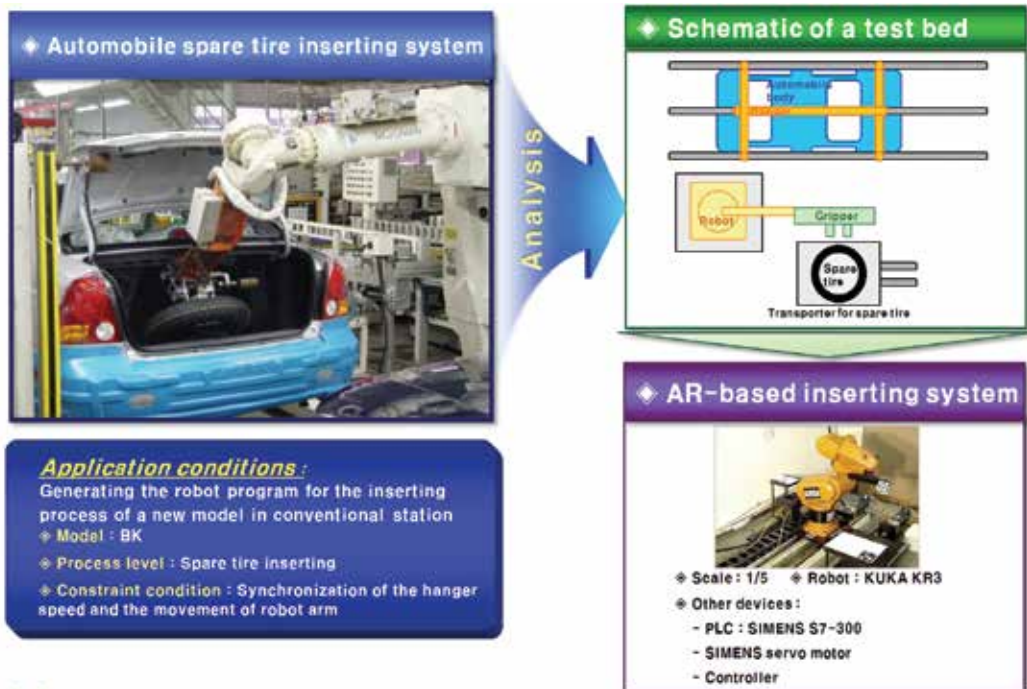 ◈ Automobile spare tire inserting system
Analysis
◈ Schematic of a test bed
Automobile
body
Robot
Gripper
Spare
tire
Transporter for spare tire
Application conditions :
Generating the robot program for the inserting
process of a new model in conventional station
◈ Model : BK
◈ Process level : Spare tire inserting
◈ Constraint condition : Synchronization of the hanger
speed and the movement of robot arm
◈ AR-based inserting system
◈ Scale : 1/5 ◈ Robot : KUKA KR3
◈ Other devices :
- PLC : SIMENS S7-300
- SIMENS servo motor
- Controller